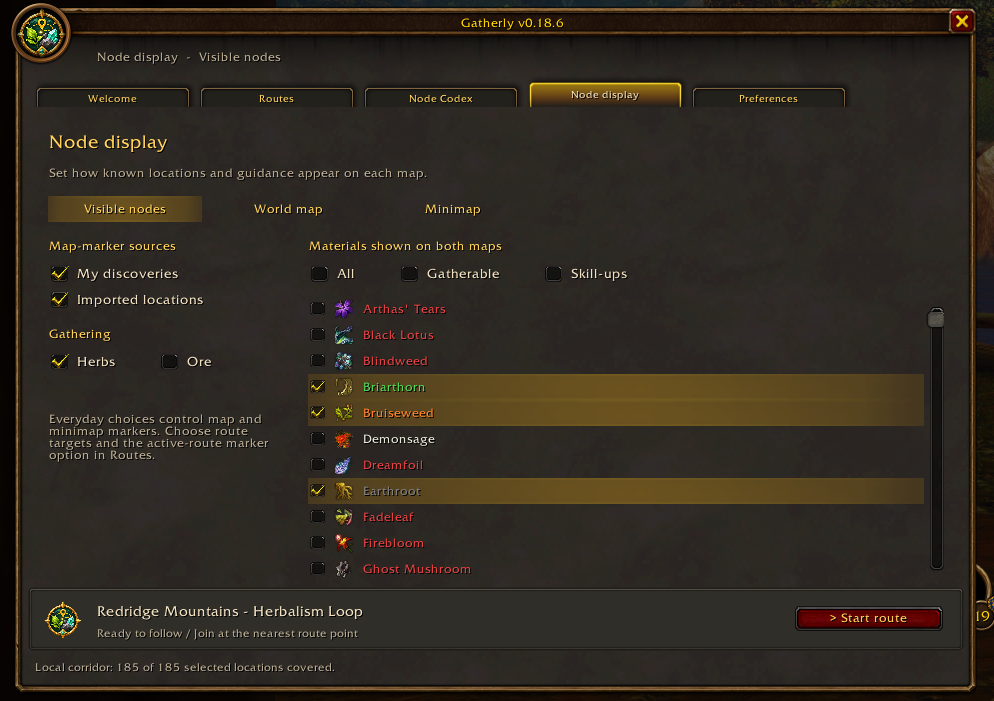 Gatherly v0.18.6
Node display - Visible nodes
Welcome
Routes
Node Codex
Node display
Preferences
Node display
Set how known locations and guidance appear on each map.
Visible nodes
World map
Minimap
Map-marker sources
My discoveries
Imported locations
Gathering
Herbs
Ore
Everyday choices control map and
minimap markers. Choose route
targets and the active-route marker
option in Routes.
Materials shown on both maps
All
Gatherable
Skill-ups
Arthas' Tears
Black Lotus
Blindweed
Briarthorn
Bruiseweed
Demonsage
Dreamfoil
Earthroot
Fadeleaf
Firebloom
Ghost Mushroom
Redridge Mountains - Herbalism Loop
Ready to follow / Join at the nearest route point
> Start route
19
Local corridor: 185 of 185 selected locations covered.